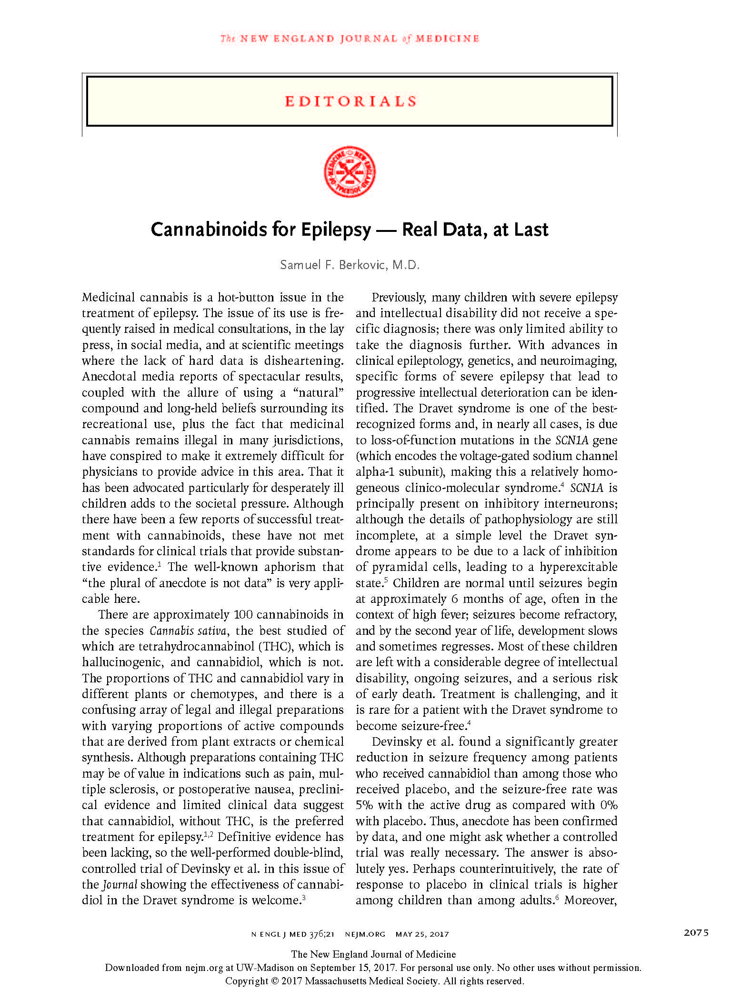 The NEW ENGLAND JOURNAL of MEDICINE
EDITORIALS
Cannabinoids for Epilepsy — Real Data, at Last
Samuel F. Berkovic, M.D.
Medicinal cannabis is a hot-button issue in the
treatment of epilepsy. The issue of its use is fre-
quently raised in medical consultations, in the lay
press, in social media, and at scientific meetings
where the lack of hard data is disheartening.
Anecdotal media reports of spectacular results,
coupled with the allure of using a “natural”
compound and long-held beliefs surrounding its
recreational use, plus the fact that medicinal
cannabis remains illegal in many jurisdictions,
have conspired to make it extremely difficult for
physicians to provide advice in this area. That it
has been advocated particularly for desperately ill
children adds to the societal pressure. Although
there have been a few reports of successful treat-
ment with cannabinoids, these have not met
standards for clinical trials that provide substan-
tive evidence.1 The well-known aphorism that
“the plural of anecdote is not data” is very appli-
cable here.
There are approximately 100 cannabinoids in
the species Cannabis sativa, the best studied of
which are tetrahydrocannabinol (THC), which is
hallucinogenic, and cannabidiol, which is not.
The proportions of THC and cannabidiol vary in
different plants or chemotypes, and there is a
confusing array of legal and illegal preparations
with varying proportions of active compounds
that are derived from plant extracts or chemical
synthesis. Although preparations containing THC
may be of value in indications such as pain, mul-
tiple sclerosis, or postoperative nausea, preclini-
cal evidence and limited clinical data suggest
that cannabidiol, without THC, is the preferred
treatment for epilepsy.1,2 Definitive evidence has
been lacking, so the well-performed double-blind,
controlled trial of Devinsky et al. in this issue of
the Journal showing the effectiveness of cannabi-
diol in the Dravet syndrome is welcome.3
Previously, many children with severe epilepsy
and intellectual disability did not receive a spe-
cific diagnosis; there was only limited ability to
take the diagnosis further. With advances in
clinical epileptology, genetics, and neuroimaging,
specific forms of severe epilepsy that lead to
progressive intellectual deterioration can be iden-
tified. The Dravet syndrome is one of the best-
recognized forms and, in nearly all cases, is due
to loss-of-function mutations in the SCN1A gene
(which encodes the voltage-gated sodium channel
alpha-1 subunit), making this a relatively homo-
geneous clinico-molecular syndrome.4 SCN1A is
principally present on inhibitory interneurons;
although the details of pathophysiology are still
incomplete, at a simple level the Dravet syn-
drome appears to be due to a lack of inhibition
of pyramidal cells, leading to a hyperexcitable
state.5 Children are normal until seizures begin
at approximately 6 months of age, often in the
context of high fever; seizures become refractory,
and by the second year of life, development slows
and sometimes regresses. Most of these children
are left with a considerable degree of intellectual
disability, ongoing seizures, and a serious risk
of early death. Treatment is challenging, and it
is rare for a patient with the Dravet syndrome to
become seizure-free.4
Devinsky et al. found a significantly greater
reduction in seizure frequency among patients
who received cannabidiol than among those who
received placebo, and the seizure-free rate was
5% with the active drug as compared with 0%
with placebo. Thus, anecdote has been confirmed
by data, and one might ask whether a controlled
trial was really necessary. The answer is abso-
lutely yes. Perhaps counterintuitively, the rate of
response to placebo in clinical trials is higher
among children than among adults.6 Moreover,
N ENGL J MED 376;21 NEJM.ORG MAY 25, 2017
2075
The New England Journal of Medicine
Downloaded from nejm.org at UW-Madison on September 15, 2017. For personal use only. No other uses without permission.
Copyright © 2017 Massachusetts Medical Society. All rights reserved.